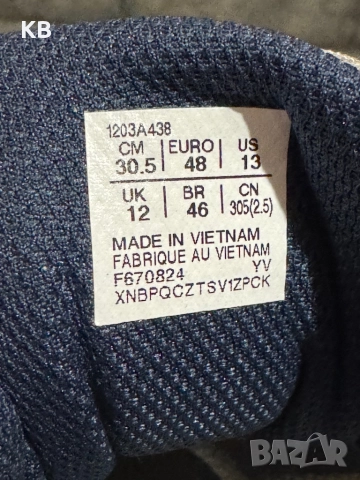 KB
1203A438
CM EURO US
30.5 48 13
UK BR CN
12 46 305(2.5)
MADE IN VIETNAM
FABRIQUE AU VIETNAM
F670824 YV
XNBPQCZTSV1ZPCK
BAZAR